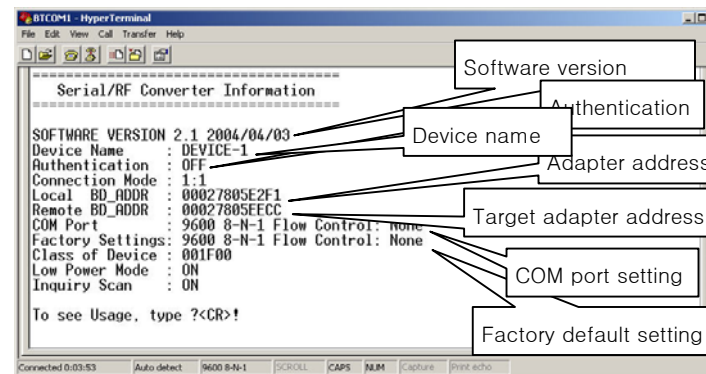 BTCOM1 - HyperTerminal
File Edit View Call Transfer Help
Serial/RF Converter Information
SOFTWARE VERSION 2.1 2004/04/03
Device Name : DEVICE-1
Authentication : OFF
Connection Mode : 1:1
Local BD_ADDR : 00027805E2F1
Remote BD_ADDR : 00027805EECC
COM Port : 9600 8-N-1 Flow Control: None
Factory Settings: 9600 8-N-1 Flow Control: None
Class of Device : 001F00
Low Power Mode : ON
Inquiry Scan : ON
To see Usage, type ?<CR>!
Software version
Authentication
Device name
Adapter address
Target adapter address
COM port setting
Factory default setting
Connected 0:03:53 Auto detect 9600 8-N-1 SCROLL CAPS NUM Capture Print echo